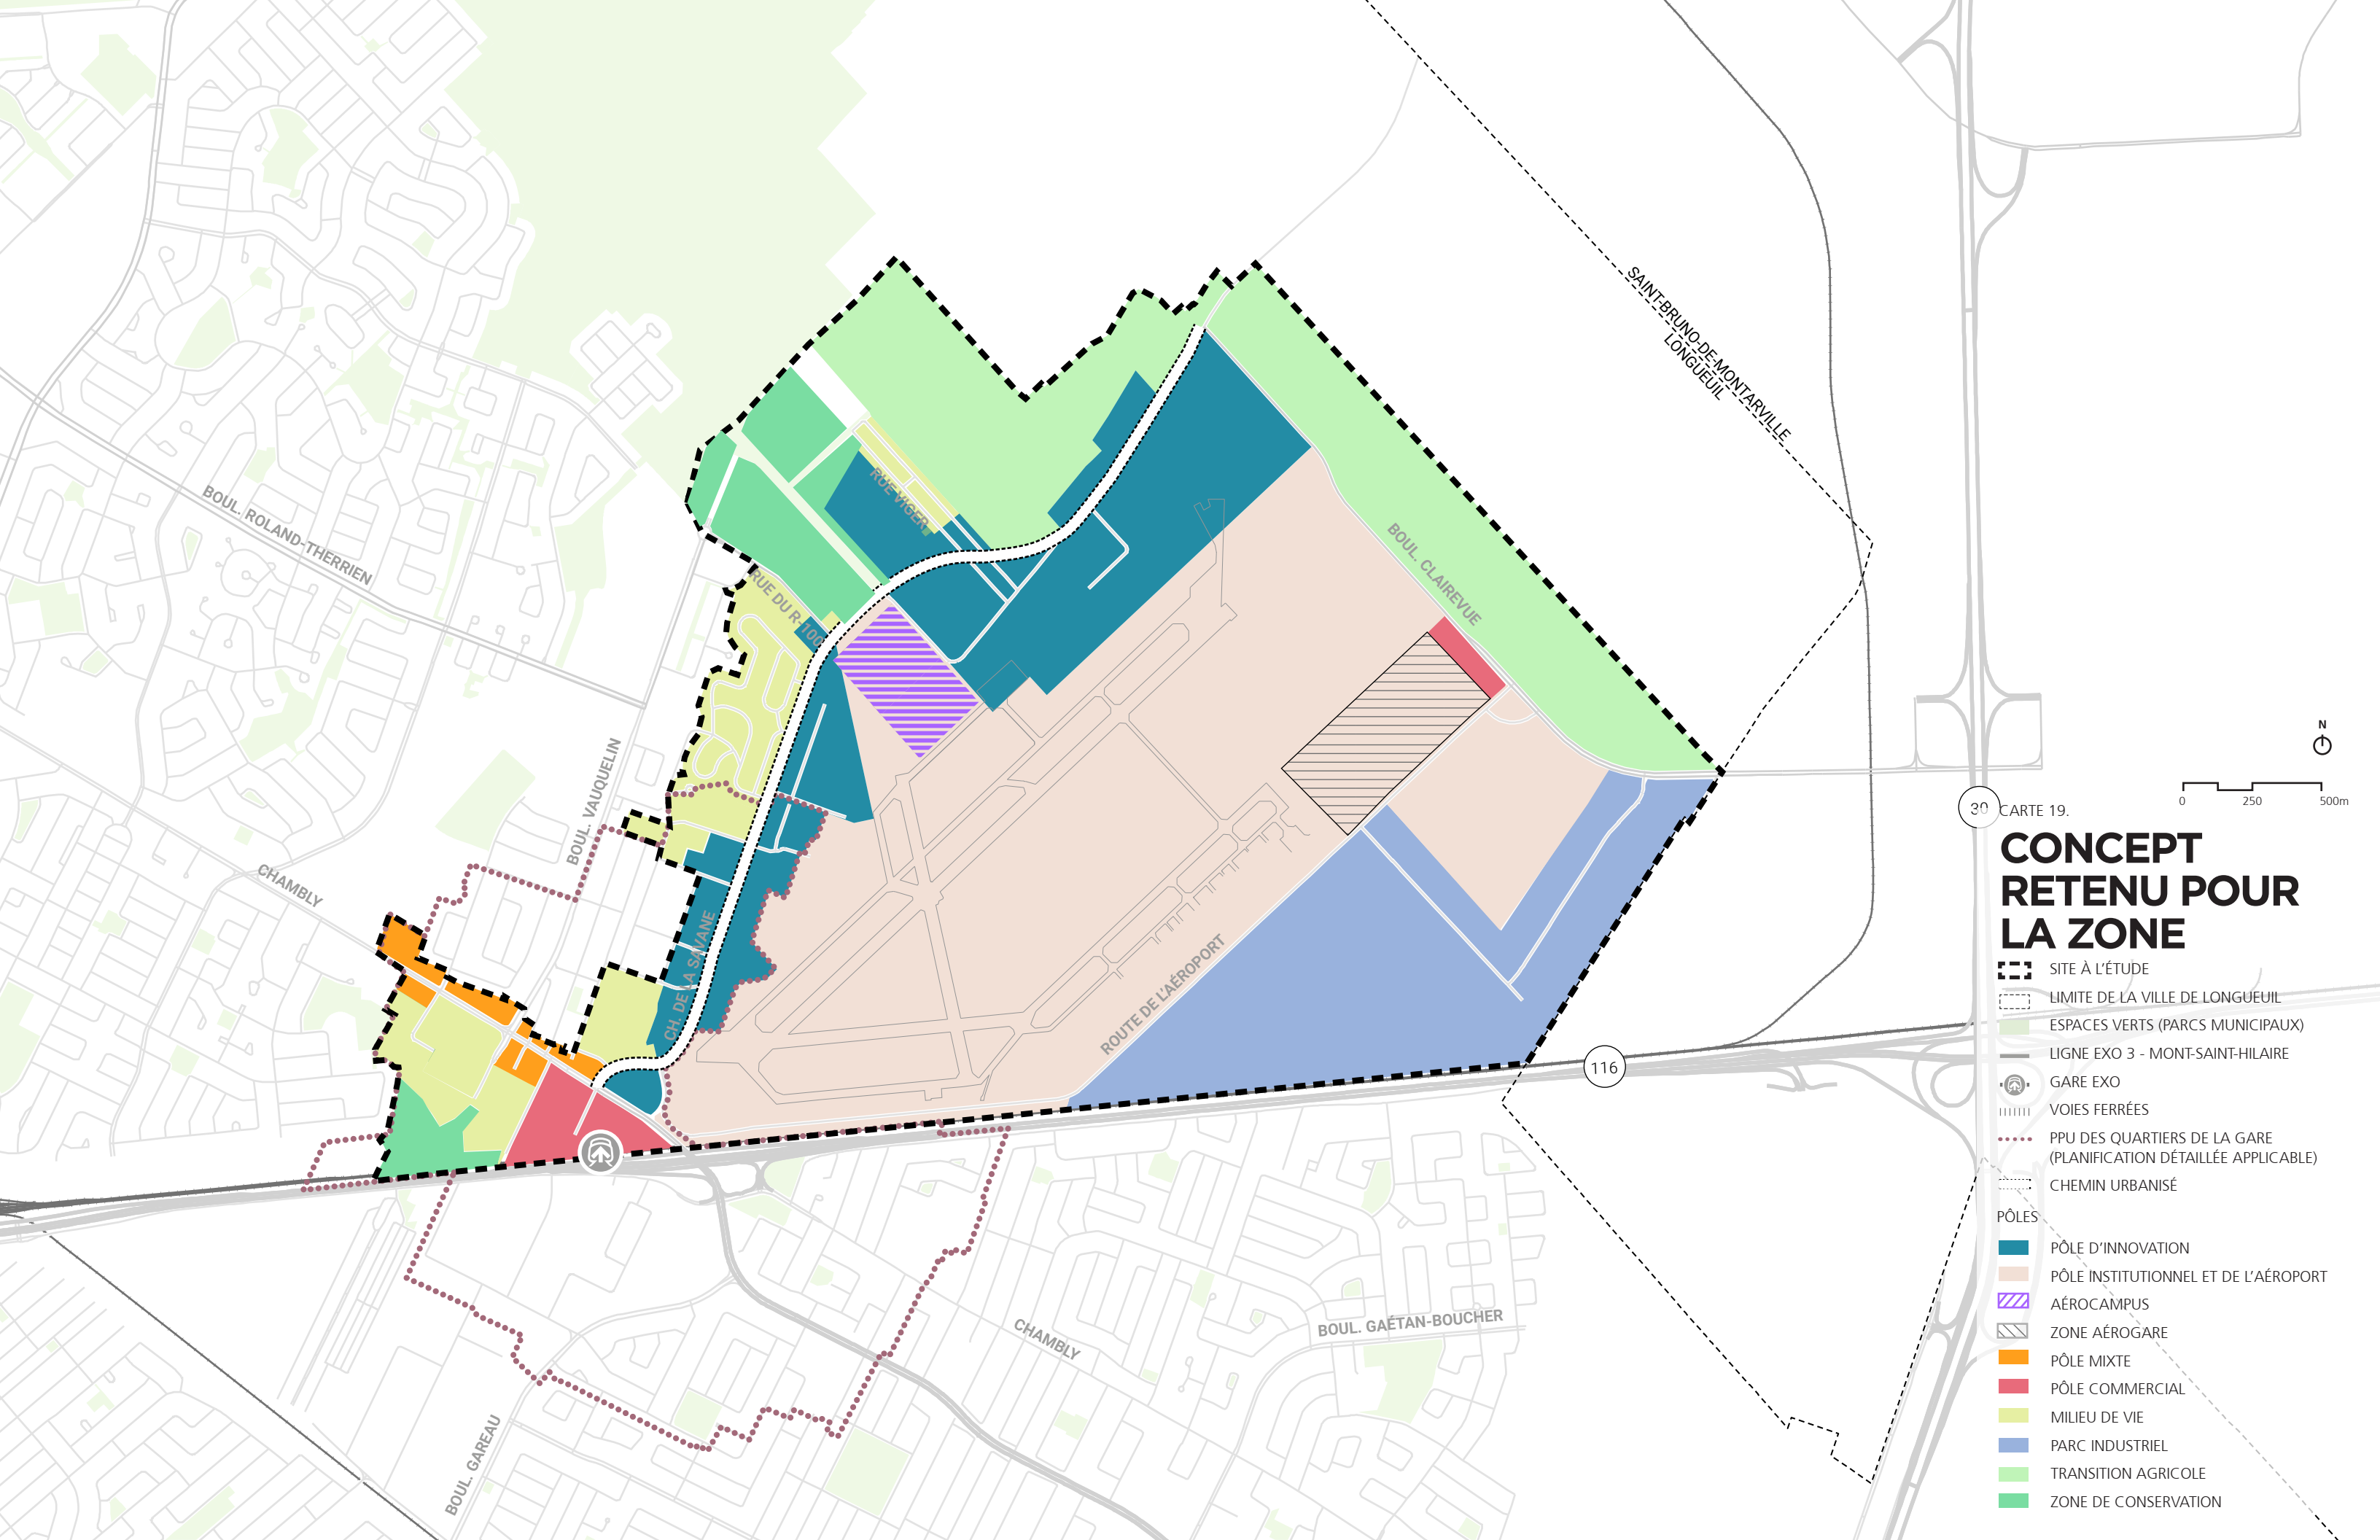 SAINT-BRUNO-DE-MONTARVILLE
LONGUEUIL
BOUL. ROLAND-THERRIEN
RUE VIGER
RUE DU R-100
BOUL. CLAIREVUE
BOUL. VAUQUELIN
CHAMBLY
CH. DE LA SAVANE
ROUTE DE L'AÉROPORT
116
BOUL. GAÉTAN-BOUCHER
CHAMBLY
BOUL. GAREAU
N
0 250 500m
30
CARTE 19.
CONCEPT
RETENU POUR
LA ZONE
SITE À L'ÉTUDE
LIMITE DE LA VILLE DE LONGUEUIL
ESPACES VERTS (PARCS MUNICIPAUX)
LIGNE EXO 3 - MONT-SAINT-HILAIRE
GARE EXO
VOIES FERRÉES
PPU DES QUARTIERS DE LA GARE
(PLANIFICATION DÉTAILLÉE APPLICABLE)
CHEMIN URBANISÉ
PÔLES
PÔLE D'INNOVATION
PÔLE INSTITUTIONNEL ET DE L'AÉROPORT
AÉROCAMPUS
ZONE AÉROGARE
PÔLE MIXTE
PÔLE COMMERCIAL
MILIEU DE VIE
PARC INDUSTRIEL
TRANSITION AGRICOLE
ZONE DE CONSERVATION